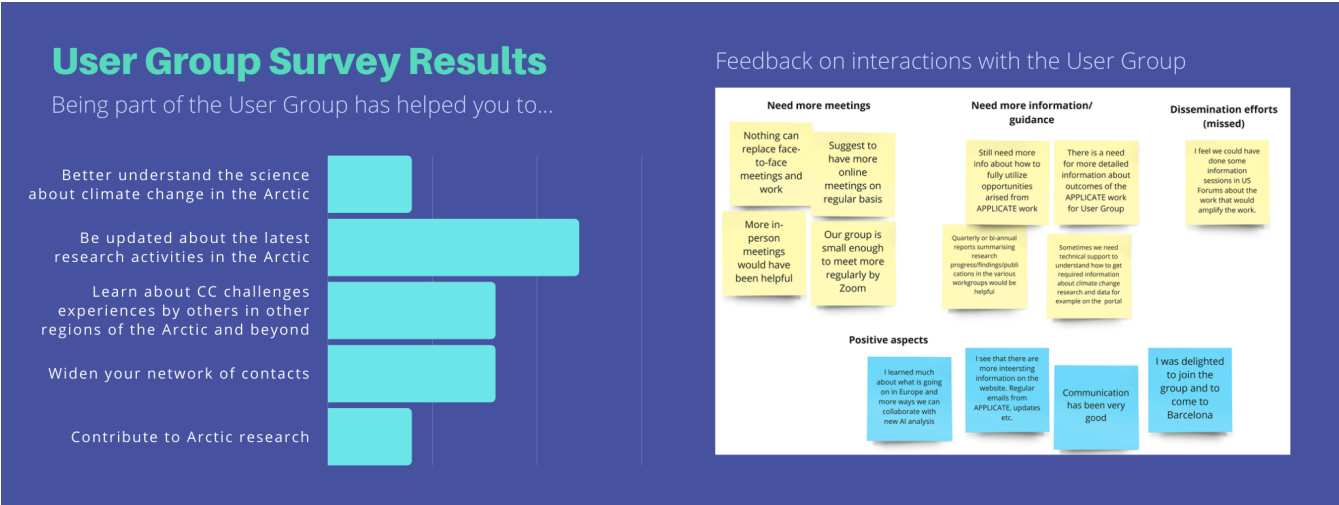 User Group Survey Results
Being part of the User Group has helped you to...
Better understand the science
about climate change in the Arctic
Be updated about the latest
research activities in the Arctic
Learn about CC challenges
experiences by others in other
regions of the Arctic and beyond
Widen your network of contacts
Contribute to Arctic research
Feedback on interactions with the User Group
Need more meetings
Nothing can
replace face-
to-face
meetings and
work
Suggest to
have more
online
meetings on
regular basis
More in-
person
meetings
would have
been helpful
Our group is
small enough
to meet more
regularly by
Zoom
Need more information/
guidance
Still need more
info about how to
fully utilize
opportunities
arised from
APPLICATE work
There is a need
for more detailed
information about
outcomes of the
APPLICATE work
for User Group
Quarterly or bi-annual
reports summarising
research
progress/findings/publi
cations in the various
workgroups would be
helpful
Sometimes we need
technical support to
understand how to get
required information
about climate change
research and data for
example on the portal
Dissemination efforts
(missed)
I feel we could have
done some
information
sessions in US
Forums about the
work that would
amplify the work.
Positive aspects
I learned much
about what is going
on in Europe and
more ways we can
collaborate with
new AI analysis
I see that there are
more inteersting
information on the
website. Regular
emails from
APPLICATE, updates
etc.
Communication
has been very
good
I was delighted
to join the
group and to
come to
Barcelona